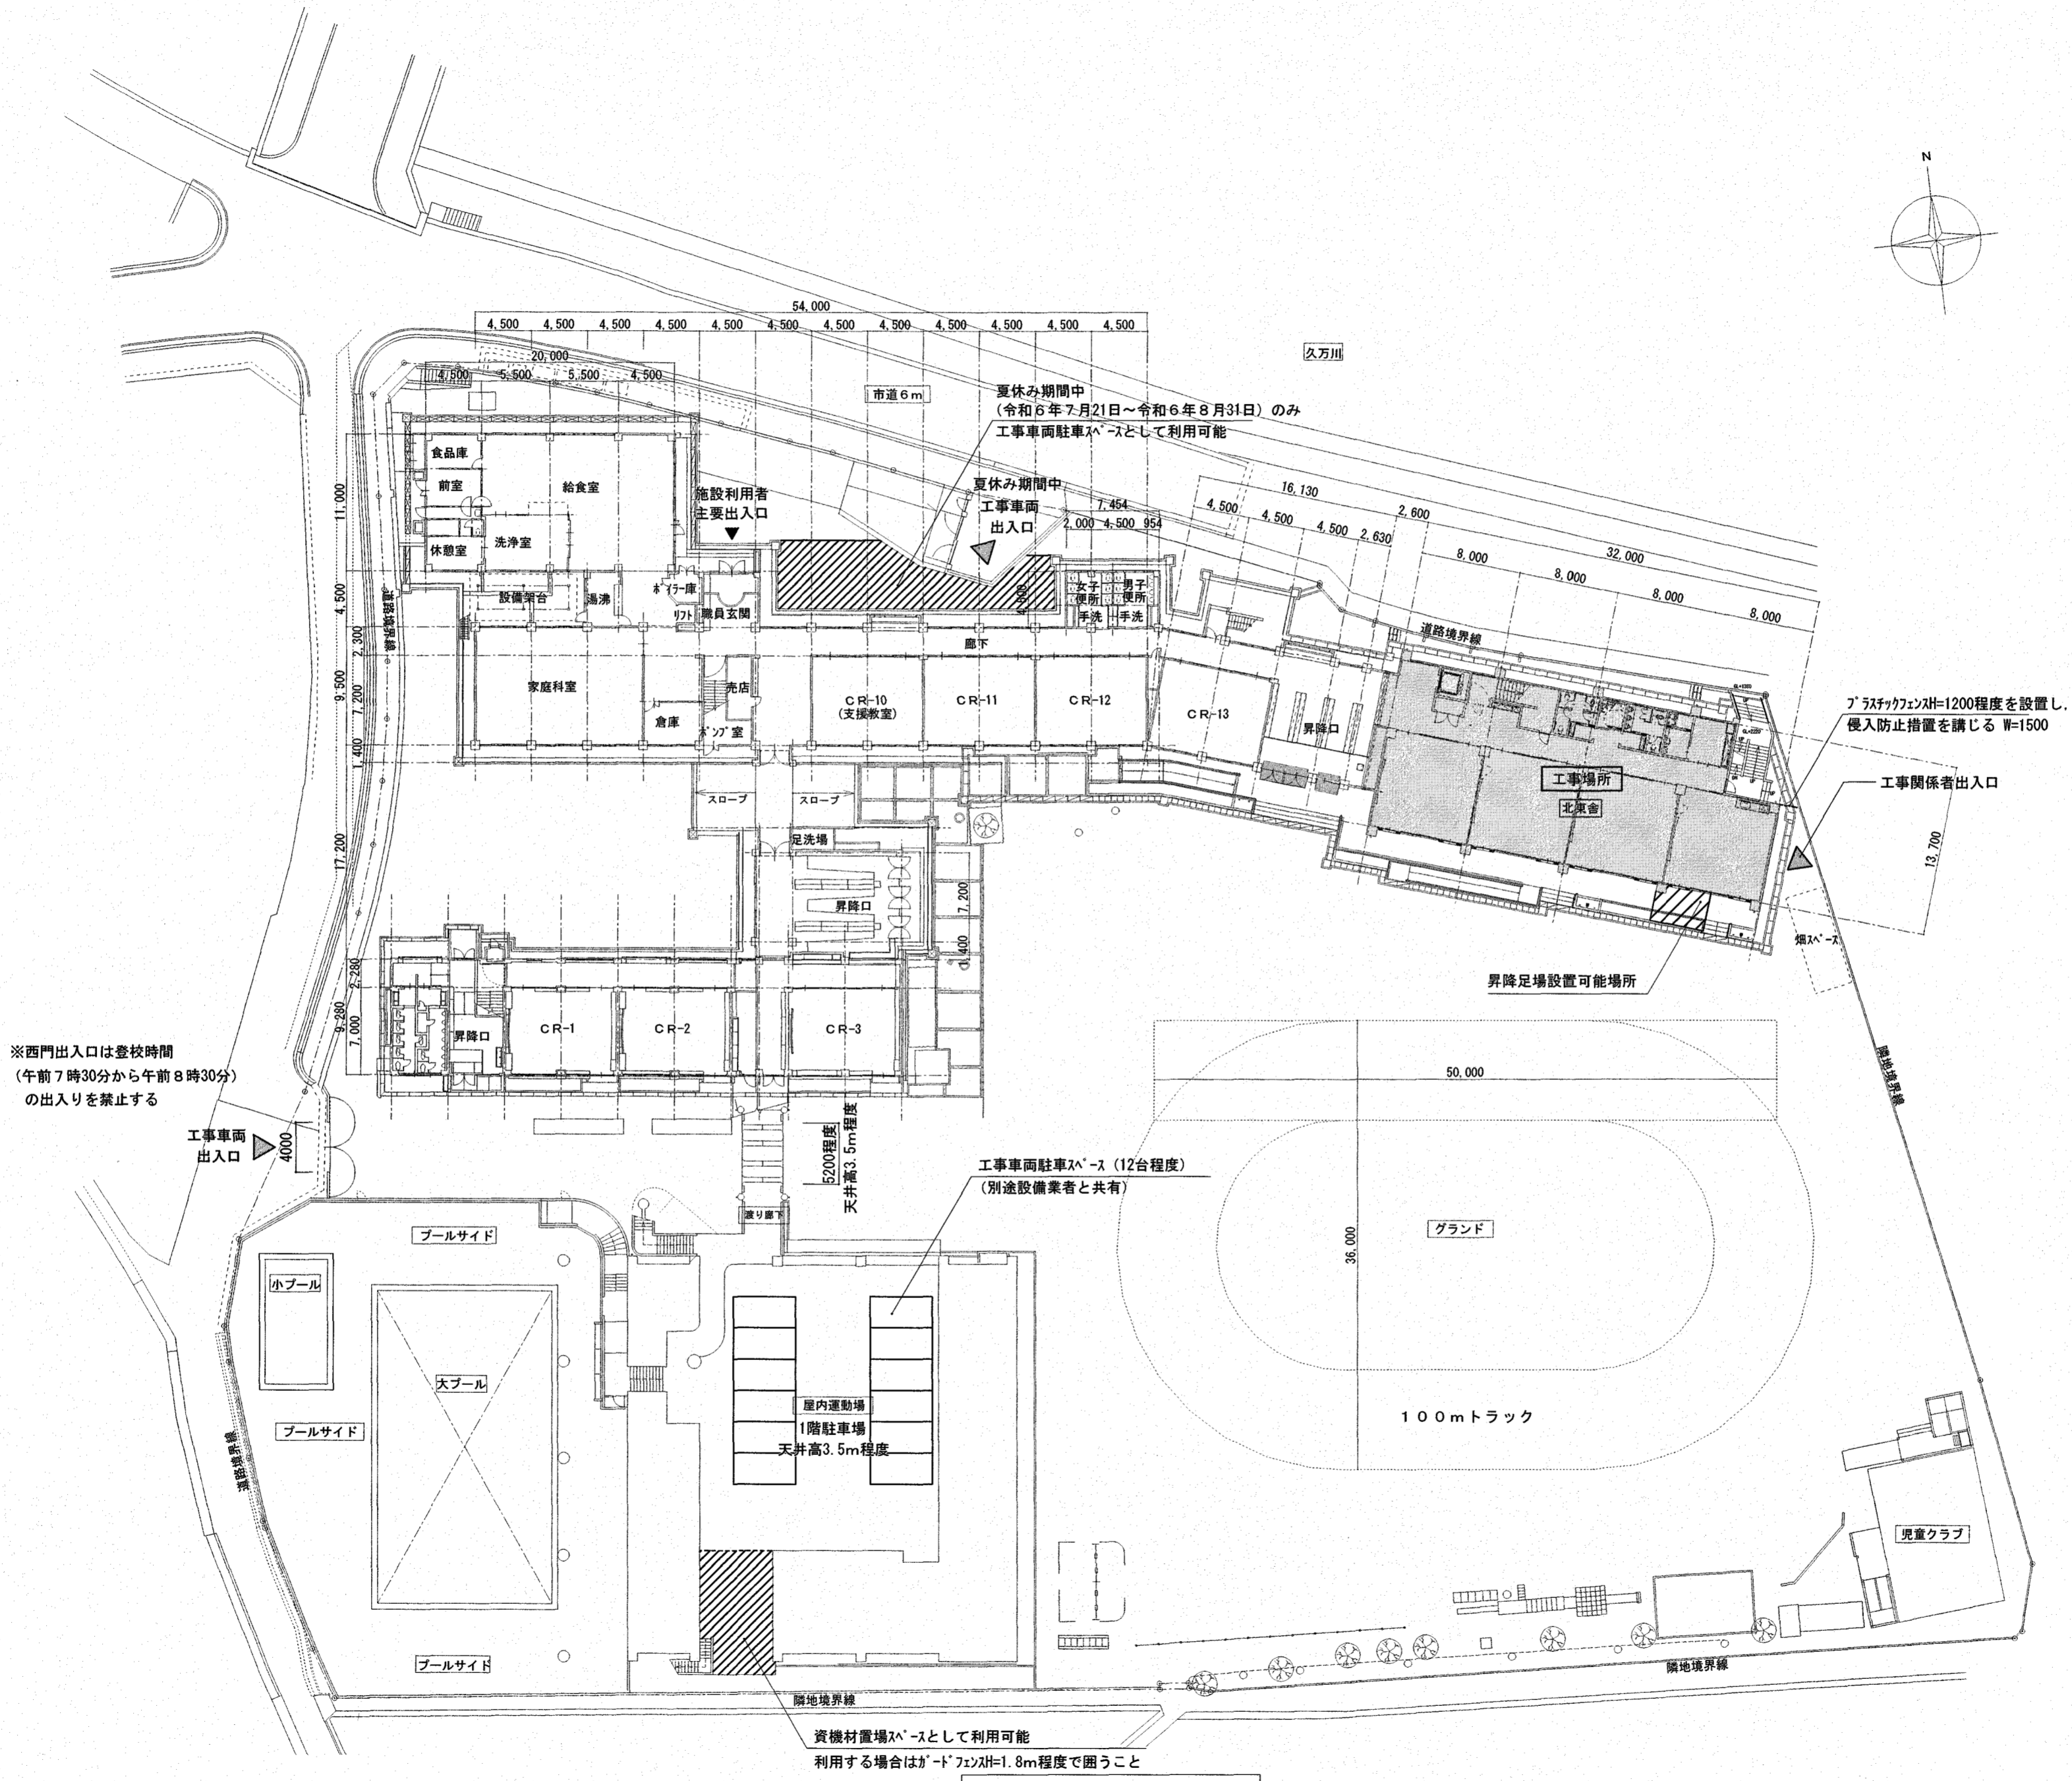 N
久万川
54,000
4,500 4,500 4,500 4,500 4,500 4,500 4,500 4,500 4,500 4,500 4,500 4,500
20,000
4,500 5,500 5,500 4,500
市道6m
夏休み期間中
(令和6年7月21日～令和6年8月31日)のみ
工事車両駐車スペースとして利用可能
夏休み期間中
工事車両
出入口
施設利用者
主要出入口
7,454
2,000 4,500 954
16,130
4,500 4,500 4,500 2,630
2,600
32,000
8,000 8,000 8,000 8,000
食品庫
前室
給食室
休憩室
洗浄室
設備架台
湯沸
ボイラー庫
リフト
職員玄関
女子便所
男子便所
手洗 手洗
廊下
道路境界線
道路境界線
11,000
4,500
2,300
9,500
7,200
1,400
17,200
家庭科室
倉庫
売店
ポンプ室
CR-10
(支援教室)
CR-11
CR-12
CR-13
昇降口
工事場所
北東舎
プラスチックフェンスH=1200程度を設置し,
侵入防止措置を講じる W=1500
工事関係者出入口
13,700
畑スペース
昇降足場設置可能場所
スロープ スロープ
足洗場
昇降口
7,200
1,400
2,280
9,280
7,000
昇降口
CR-1
CR-2
CR-3
※西門出入口は登校時間
(午前7時30分から午前8時30分)
の出入りを禁止する
工事車両
出入口
4000
5200程度
天井高3.5m程度
渡り廊下
工事車両駐車スペース(12台程度)
(別途設備業者と共有)
50,000
36,000
グランド
100mトラック
隣地境界線
プールサイド
小プール
大プール
プールサイド
道路境界線
プールサイド
屋内運動場
1階駐車場
天井高3.5m程度
児童クラブ
隣地境界線
隣地境界線
資機材置場スペースとして利用可能
利用する場合はガードフェンスH=1.8m程度で囲うこと